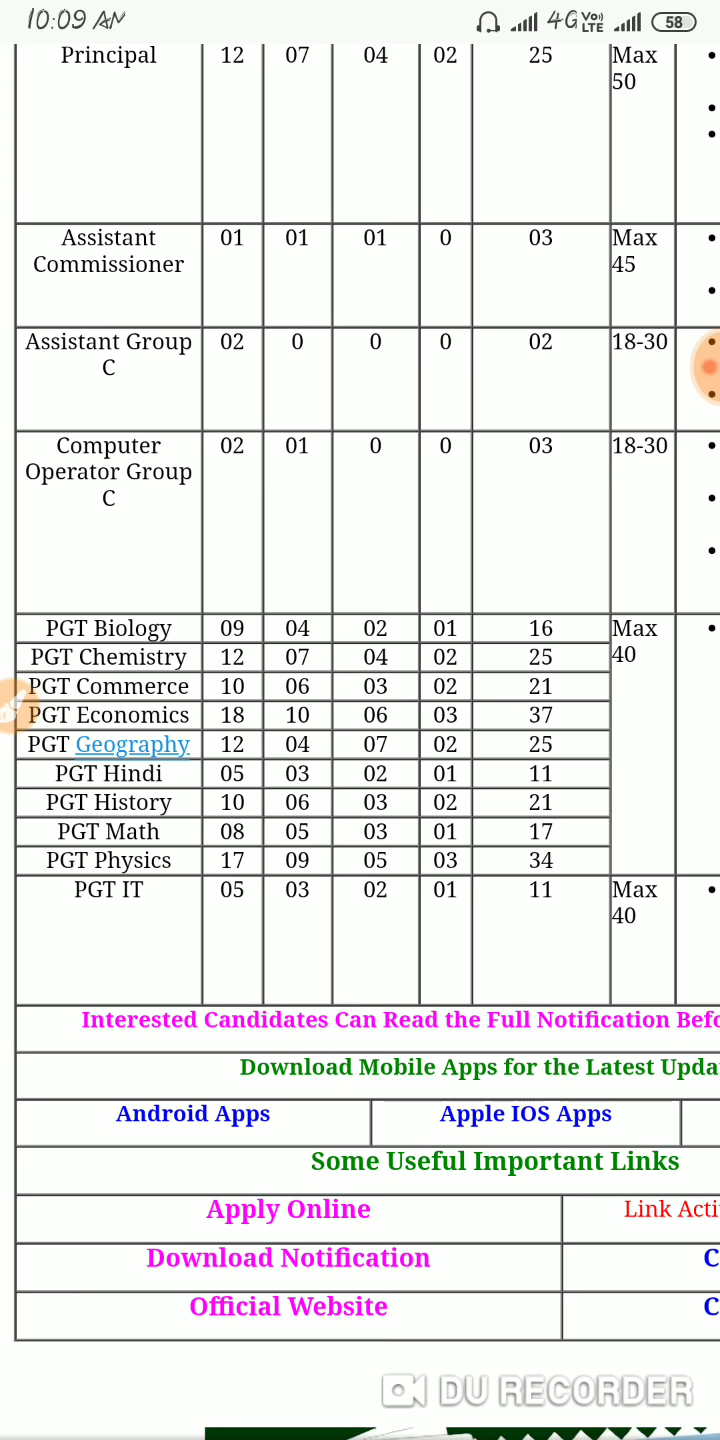 10:09 AM 4G Vo)) LTE 58
Principal 12 07 04 02 25 Max
50
Assistant 01 01 01 0 03 Max
Commissioner 45
Assistant Group 02 0 0 0 02 18-30
C
Computer 02 01 0 0 03 18-30
Operator Group
C
PGT Biology 09 04 02 01 16 Max
40
PGT Chemistry 12 07 04 02 25
PGT Commerce 10 06 03 02 21
PGT Economics 18 10 06 03 37
PGT Geography 12 04 07 02 25
PGT Hindi 05 03 02 01 11
PGT History 10 06 03 02 21
PGT Math 08 05 03 01 17
PGT Physics 17 09 05 03 34
PGT IT 05 03 02 01 11 Max
40
Interested Candidates Can Read the Full Notification Befo
Download Mobile Apps for the Latest Upda
Android Apps Apple IOS Apps
Some Useful Important Links
Apply Online Link Acti
Download Notification C
Official Website C
DU RECORDER